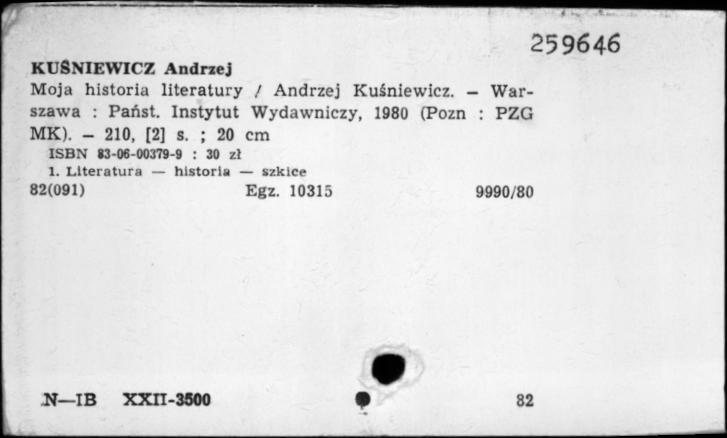 259646
KUŚNIEWICZ Andrzej
Moja historia literatury / Andrzej Kuśniewicz. — War-
szawa : Państ. Instytut Wydawniczy, 1980 (Pozn : PZG
MK). — 210, [2] s. ; 20 cm
ISBN 83-06-00379-9 : 30 zł
1. Literatura — historia — szkice
82(091) Egz. 10315 9990/80
N—IB XXII-3500 82